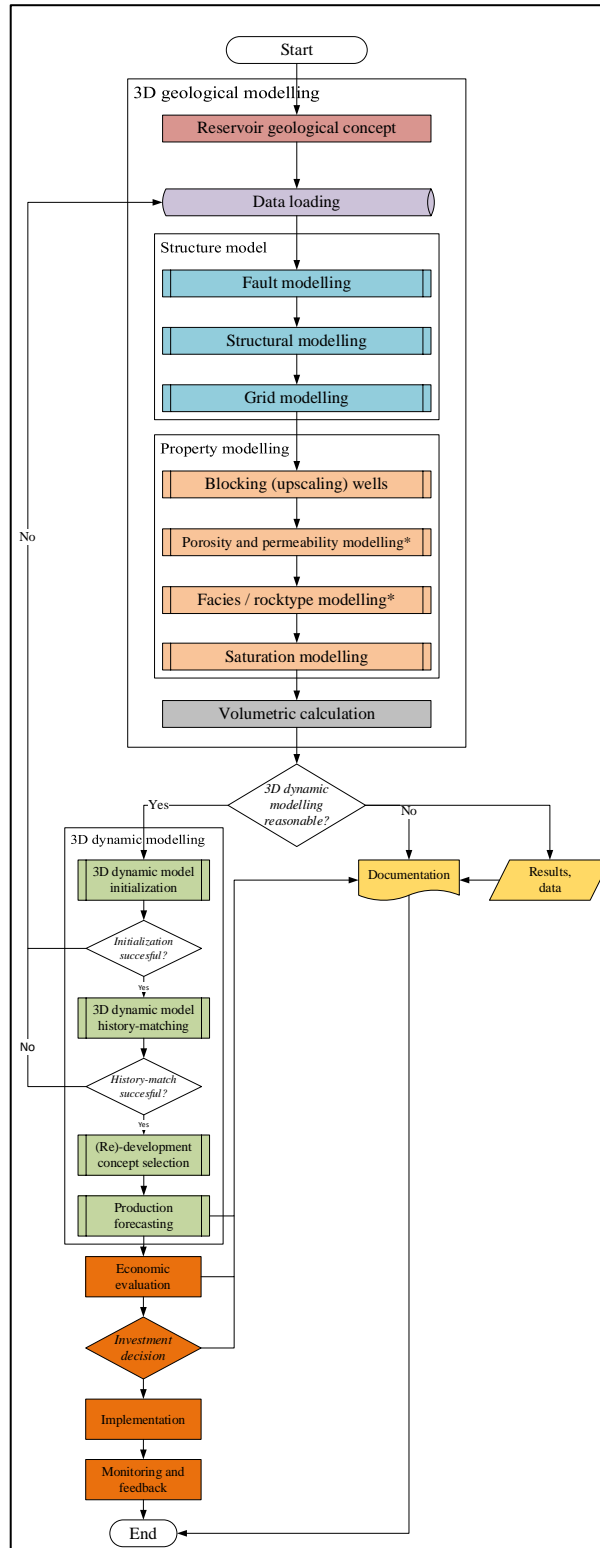 Start
3D geological modelling
Reservoir geological concept
Data loading
Structure model
Fault modelling
Structural modelling
Grid modelling
Property modelling
Blocking (upscaling) wells
No
Porosity and permeability modelling*
Facies / rocktype modelling*
Saturation modelling
Volumetric calculation
3D dynamic
modelling
reasonable?
Yes
No
3D dynamic modelling
3D dynamic model
initialization
Documentation
Results,
data
Initialization
succesful?
Yes
3D dynamic model
history-matching
No
History-match
succesful?
Yes
(Re)-development
concept selection
Production
forecasting
Economic
evaluation
Investment
decision
Implementation
Monitoring and
feedback
End